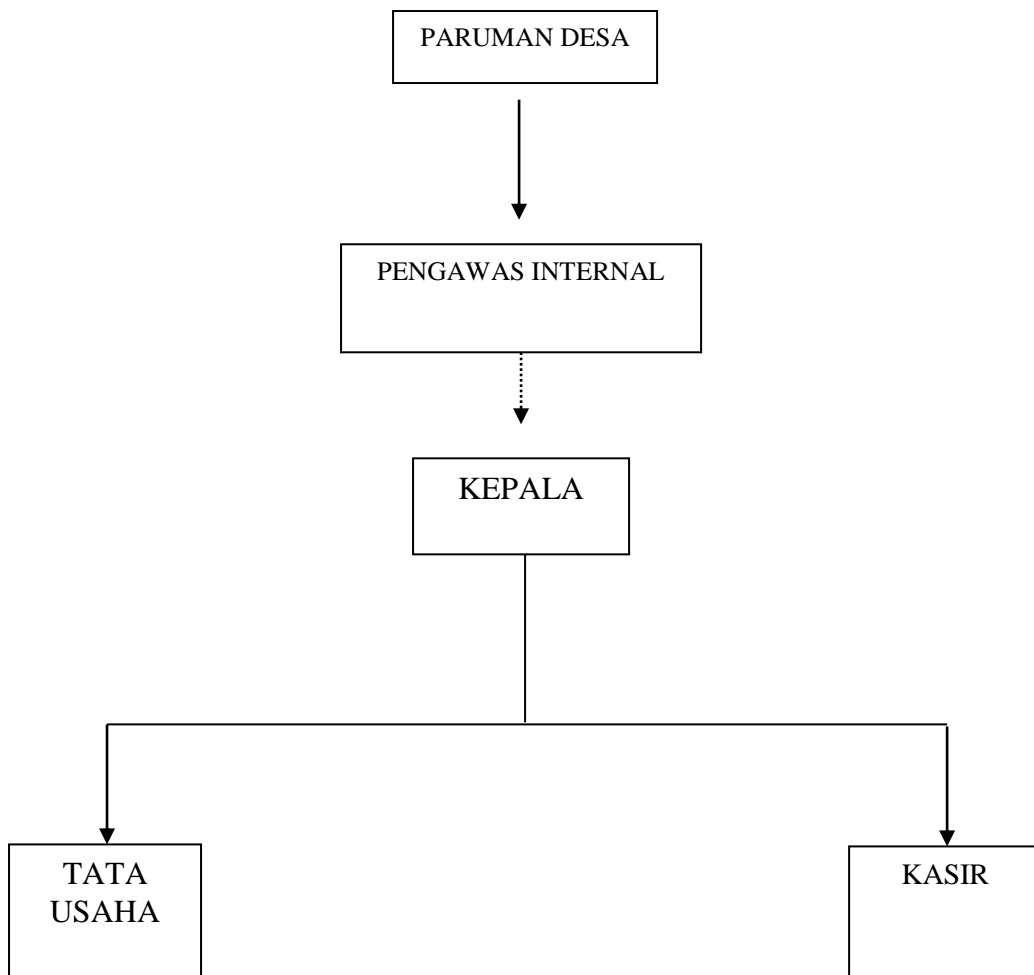 PARUMAN DESA
PENGAWAS INTERNAL
KEPALA
TATA
USAHA
KASIR